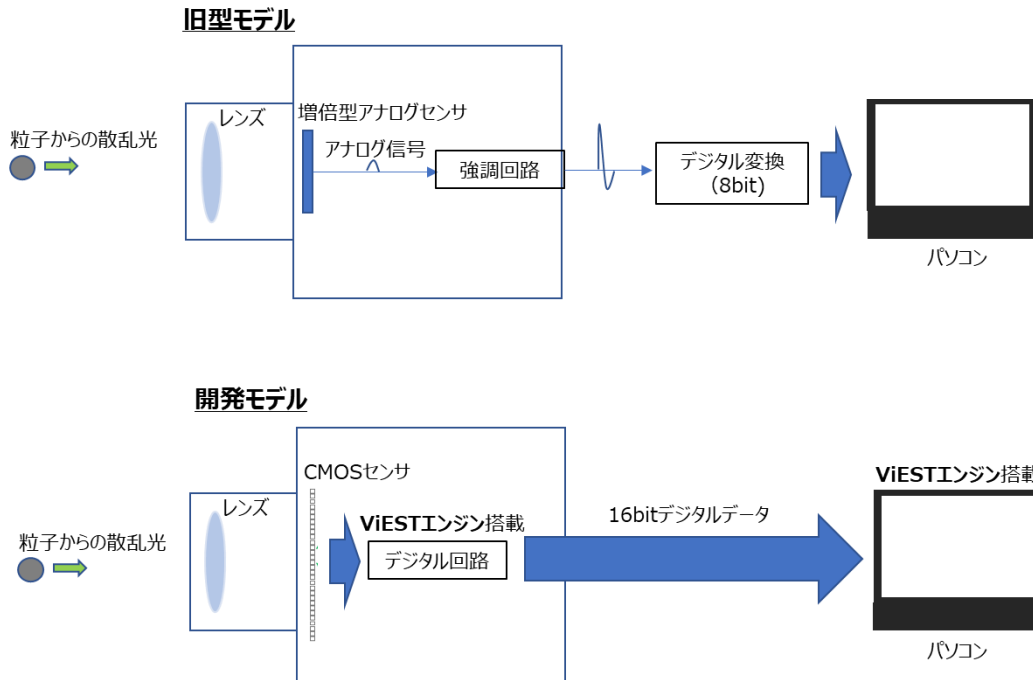 旧型モデル
レンズ
増倍型アナログセンサ
粒子からの散乱光
アナログ信号
強調回路
デジタル変換
(8bit)
パソコン
開発モデル
CMOSセンサ
ViESTエンジン搭載
レンズ
ViESTエンジン搭載
16bitデジタルデータ
粒子からの散乱光
デジタル回路
パソコン